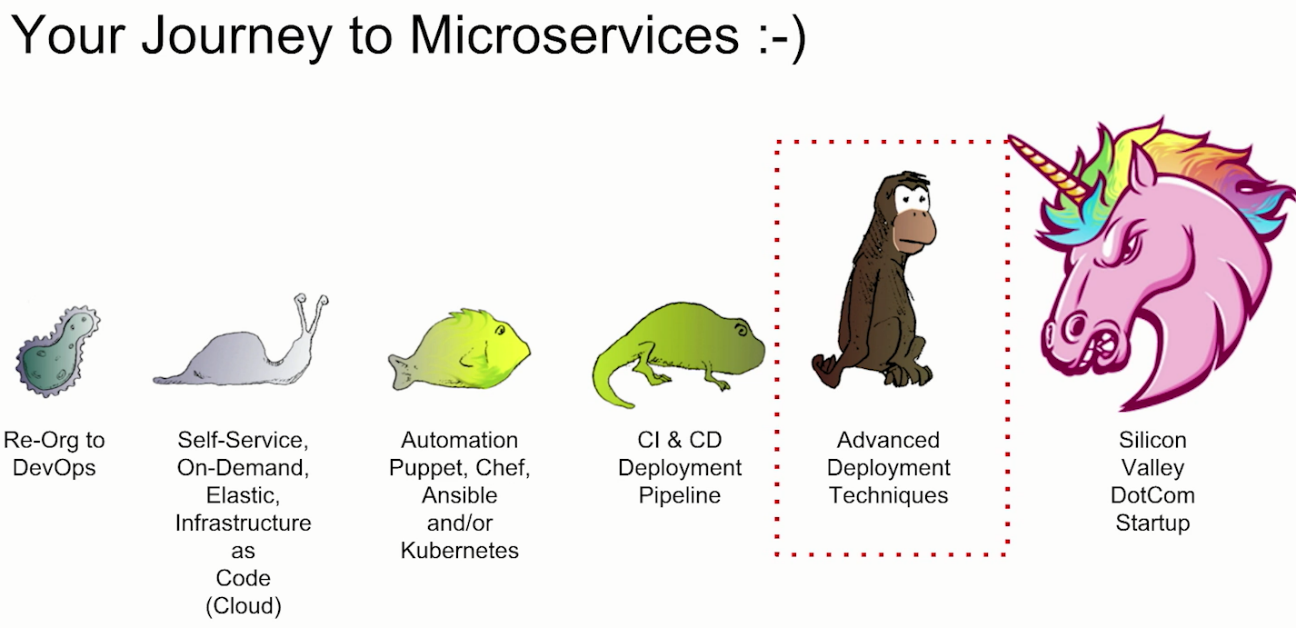 Your Journey to Microservices :-)
Re-Org to
DevOps
Self-Service,
On-Demand,
Elastic,
Infrastructure
as
Code
(Cloud)
Automation
Puppet, Chef,
Ansible
and/or
Kubernetes
CI & CD
Deployment
Pipeline
Advanced
Deployment
Techniques
Silicon
Valley
DotCom
Startup